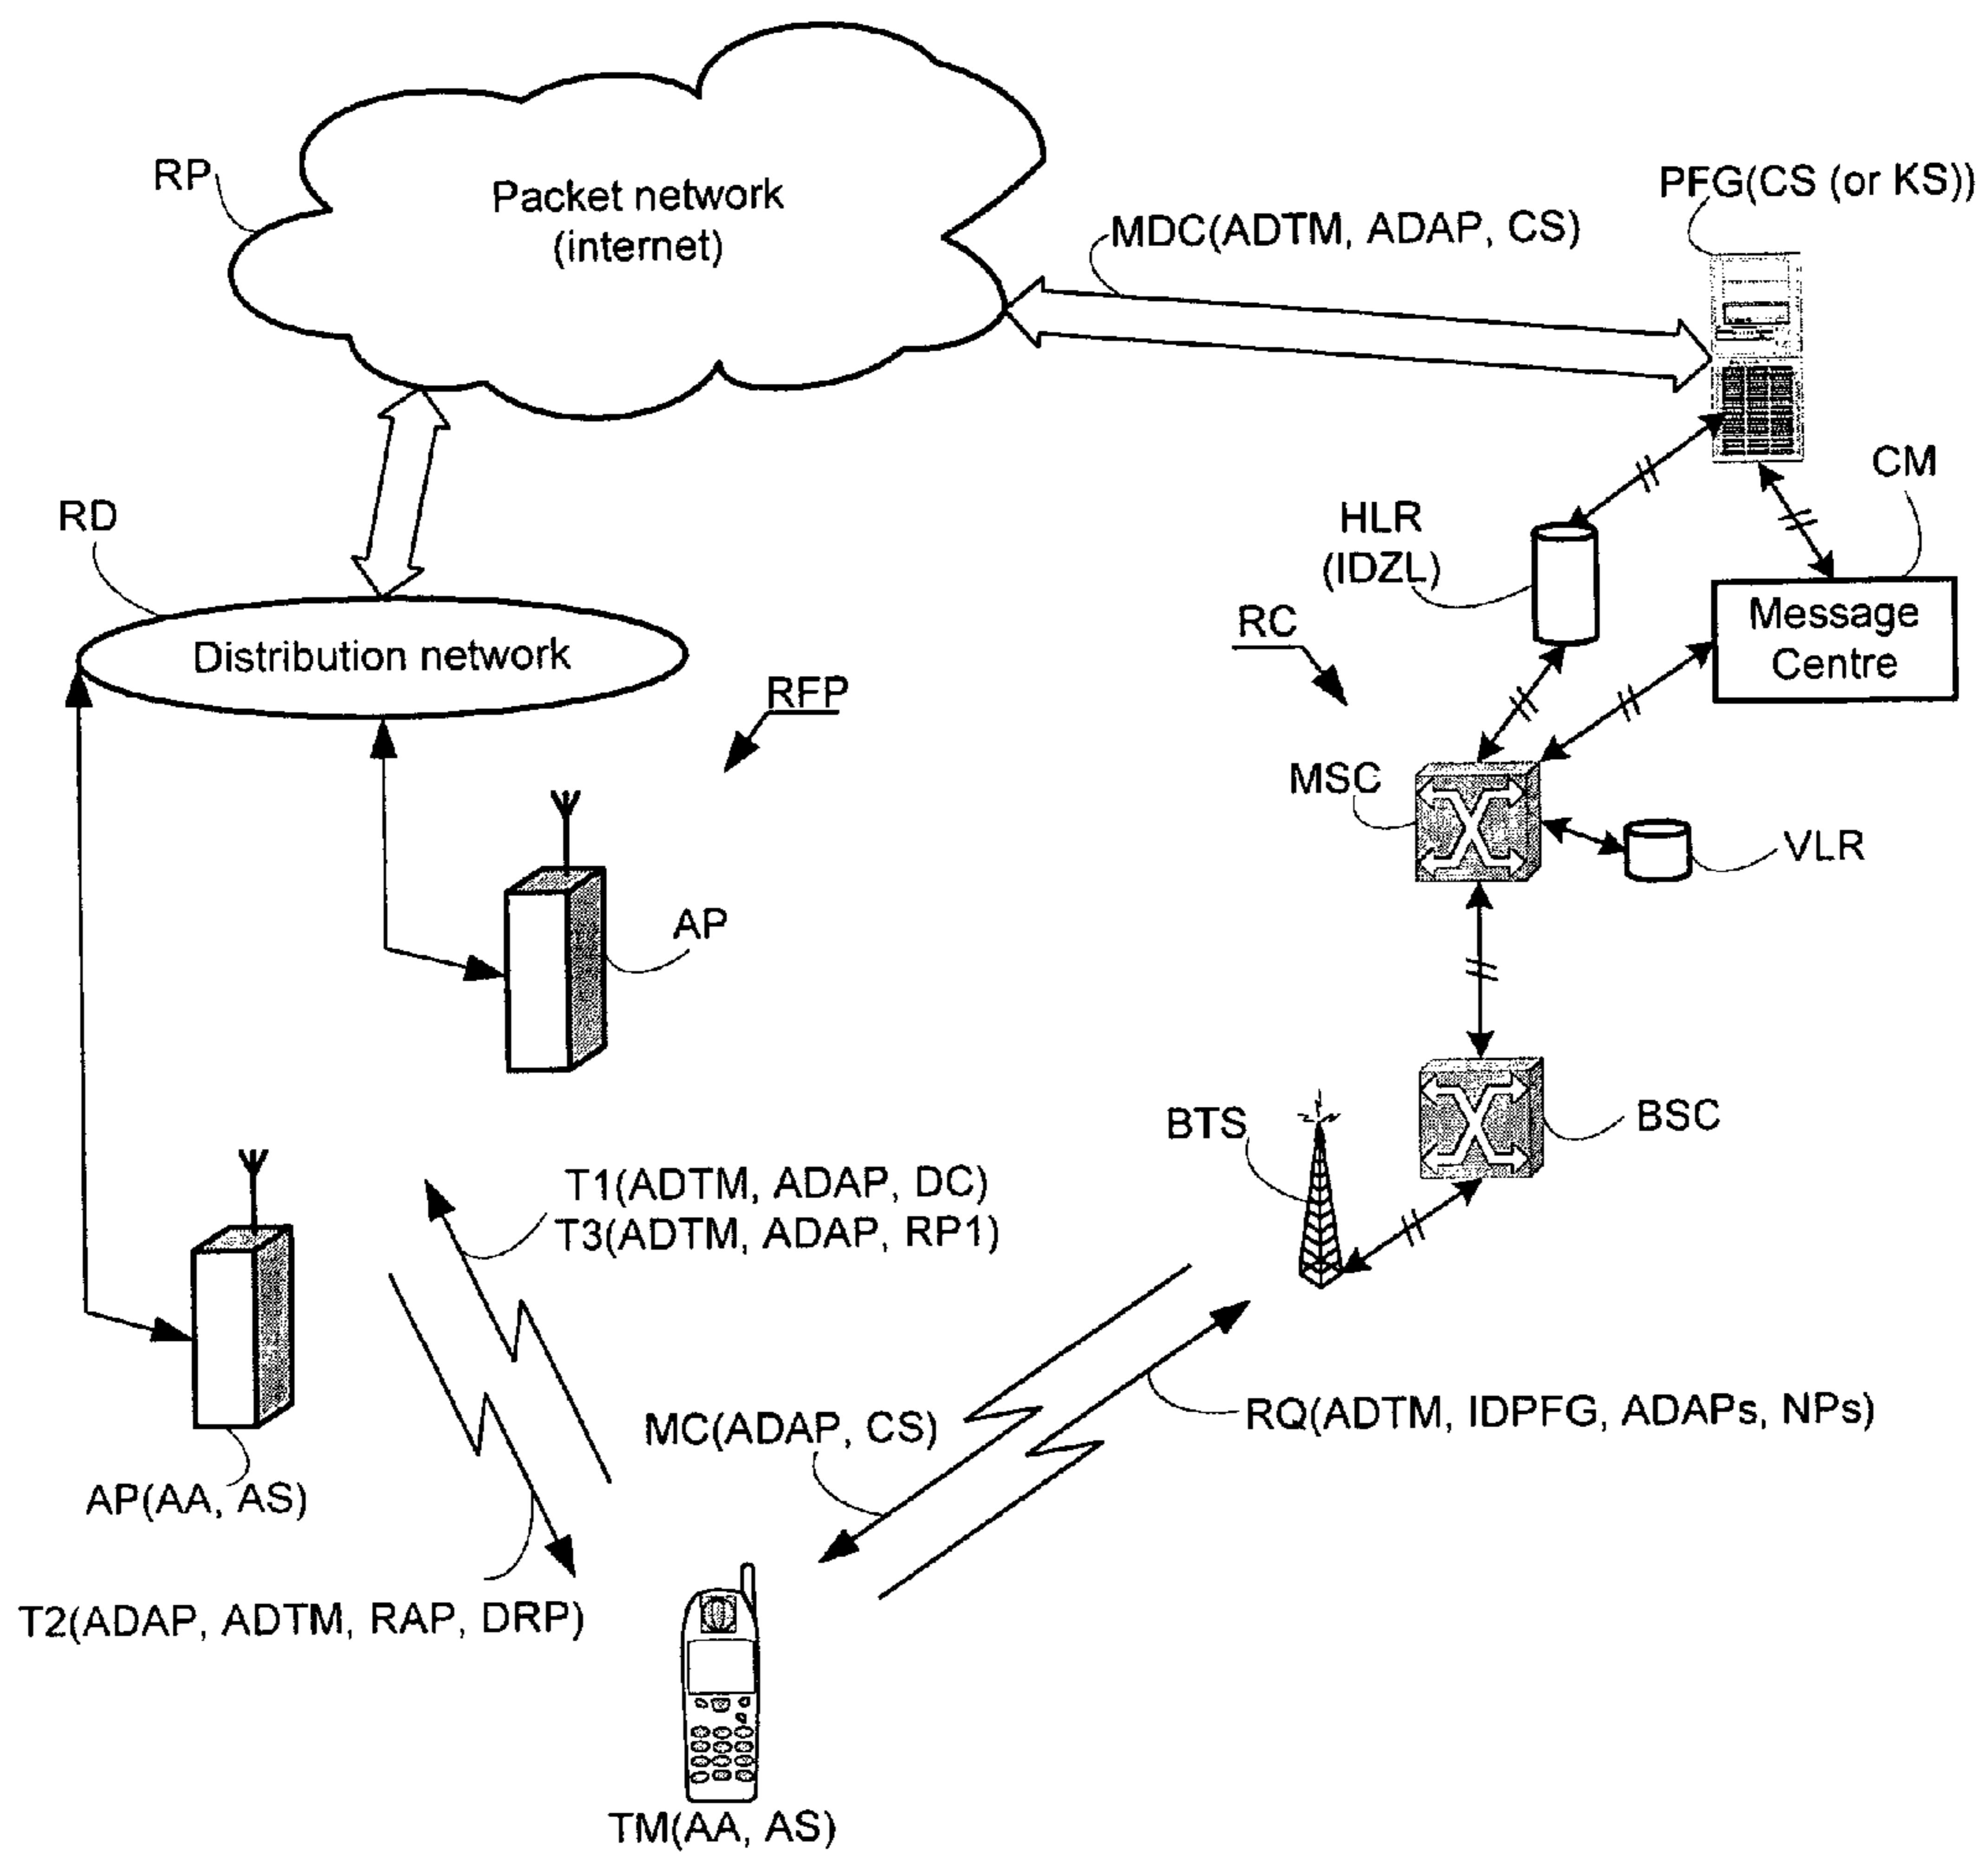 RP
Packet network
(internet)
PFG(CS (or KS))
MDC(ADTM, ADAP, CS)
CM
RD
HLR
(IDZL)
Message
Centre
RC
Distribution network
RFP
MSC
VLR
AP
BTS
BSC
T1(ADTM, ADAP, DC)
T3(ADTM, ADAP, RP1)
MC(ADAP, CS)
RQ(ADTM, IDPFG, ADAPs, NPs)
AP(AA, AS)
T2(ADAP, ADTM, RAP, DRP)
TM(AA, AS)